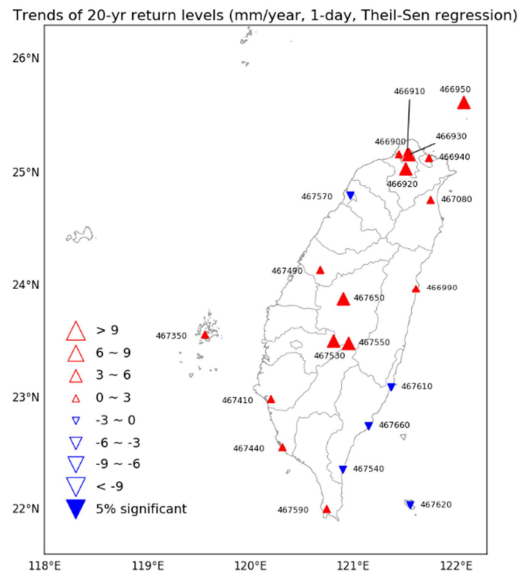 Trends of 20-yr return levels (mm/year, 1-day, Theil-Sen regression)
26°N
466950
466910
466930
466900
466940
25°N
466920
467570
467080
467490
24°N
466990
467650
467350
467550
467530
> 9
6 ~ 9
3 ~ 6
0 ~ 3
-3 ~ 0
-6 ~ -3
-9 ~ -6
< -9
5% significant
467610
23°N
467410
467660
467440
467540
467590
467620
22°N
118°E
119°E
120°E
121°E
122°E